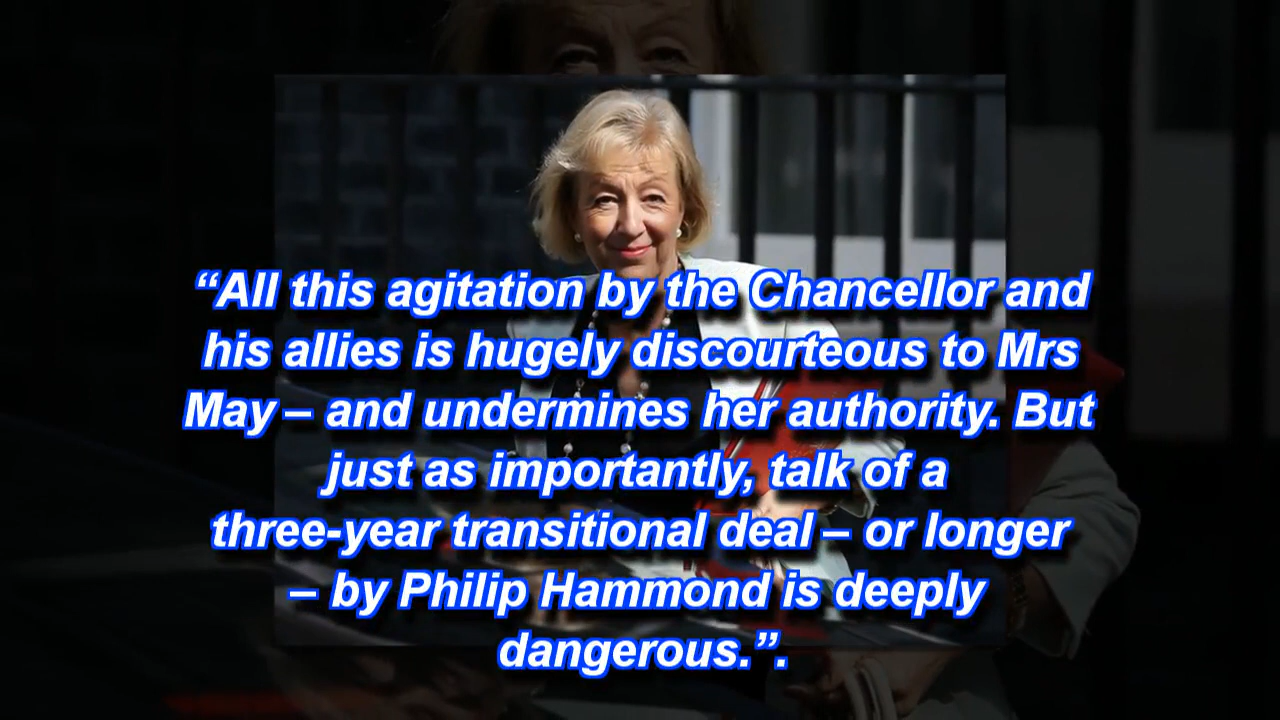 “All this agitation by the Chancellor and
his allies is hugely discourteous to Mrs
May – and undermines her authority. But
just as importantly, talk of a
three-year transitional deal – or longer
– by Philip Hammond is deeply
dangerous.”.